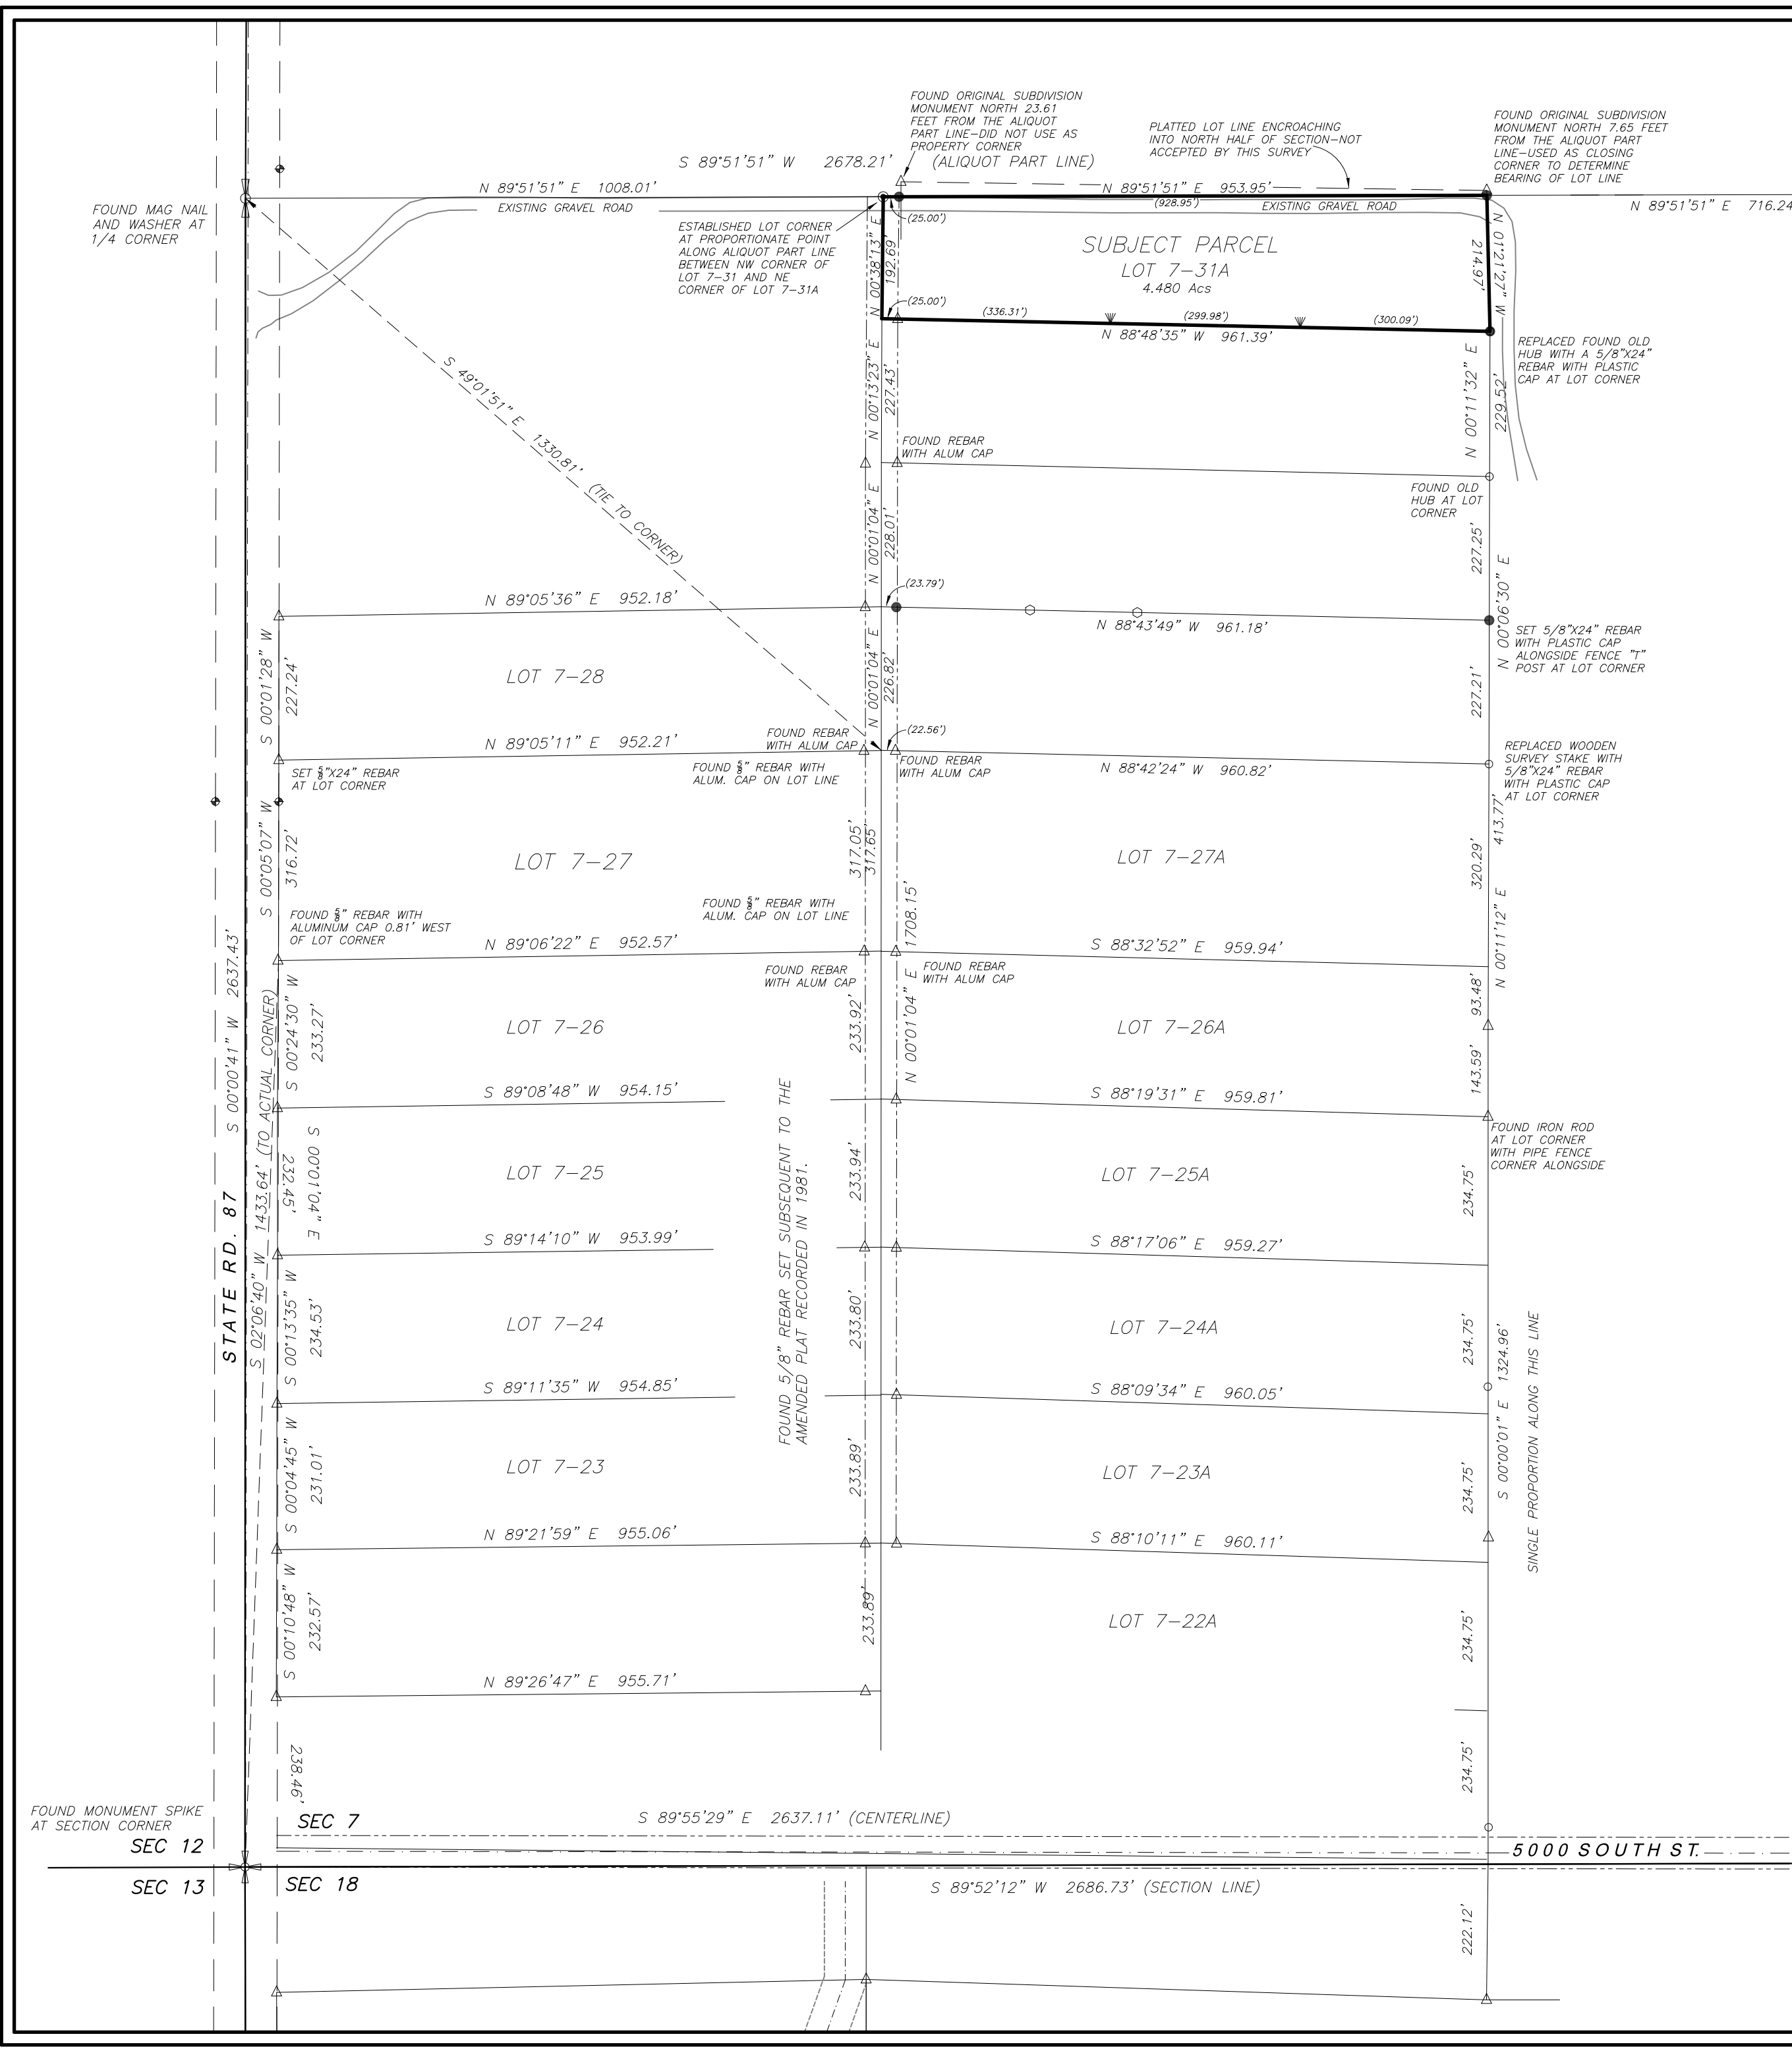 FOUND ORIGINAL SUBDIVISION
MONUMENT NORTH 23.61
FEET FROM THE ALIQUOT
PART LINE-DID NOT USE AS
PROPERTY CORNER
PLATTED LOT LINE ENCROACHING
INTO NORTH HALF OF SECTION-NOT
ACCEPTED BY THIS SURVEY
FOUND ORIGINAL SUBDIVISION
MONUMENT NORTH 7.65 FEET
FROM THE ALIQUOT PART
LINE-USED AS CLOSING
CORNER TO DETERMINE
BEARING OF LOT LINE
S 89°51'51" W 2678.21' (ALIQUOT PART LINE)
N 89°51'51" E 1008.01'
N 89°51'51" E 953.95'
(928.95')
N 89°51'51" E 716.24
FOUND MAG NAIL
AND WASHER AT
1/4 CORNER
EXISTING GRAVEL ROAD
EXISTING GRAVEL ROAD
ESTABLISHED LOT CORNER
AT PROPORTIONATE POINT
ALONG ALIQUOT PART LINE
BETWEEN NW CORNER OF
LOT 7-31 AND NE
CORNER OF LOT 7-31A
(25.00')
N 00°38'13" E
192.69'
SUBJECT PARCEL
LOT 7-31A
4.480 Acs
214.97'
N 01°21'27" W
(25.00')
(336.31')
(299.98')
(300.09')
N 88°48'35" W 961.39'
REPLACED FOUND OLD
HUB WITH A 5/8"X24"
REBAR WITH PLASTIC
CAP AT LOT CORNER
N 00°13'23" E
227.43'
N 00°11'32" E
229.52'
S 49°01'51" E 1330.81' (TIE TO CORNER)
FOUND REBAR
WITH ALUM CAP
FOUND OLD
HUB AT LOT
CORNER
N 00°01'04" E
228.01'
227.25'
N 00°06'30" E
(23.79')
N 89°05'36" E 952.18'
N 88°43'49" W 961.18'
SET 5/8"X24" REBAR
WITH PLASTIC CAP
ALONGSIDE FENCE "T"
POST AT LOT CORNER
S 00°01'28" W
227.24'
LOT 7-28
N 00°01'04" E
226.82'
227.21'
N 89°05'11" E 952.21'
FOUND REBAR
WITH ALUM CAP
(22.56')
SET 5/8"X24" REBAR
AT LOT CORNER
FOUND 5/8" REBAR WITH
ALUM. CAP ON LOT LINE
FOUND REBAR
WITH ALUM CAP
N 88°42'24" W 960.82'
REPLACED WOODEN
SURVEY STAKE WITH
5/8"X24" REBAR
WITH PLASTIC CAP
AT LOT CORNER
S 00°05'07" W
316.72'
LOT 7-27
317.05'
317.65'
LOT 7-27A
320.29'
413.77'
N 00°11'12" E
FOUND 5/8" REBAR WITH
ALUMINUM CAP 0.81' WEST
OF LOT CORNER
FOUND 5/8" REBAR WITH
ALUM. CAP ON LOT LINE
N 00°01'04" E 1708.15'
N 89°06'22" E 952.57'
S 88°32'52" E 959.94'
FOUND REBAR
WITH ALUM CAP
FOUND REBAR
WITH ALUM CAP
S 00°00'41" W 2637.43'
S 02°06'40" W 1433.64' (TO ACTUAL CORNER)
STATE RD. 87
S 00°24'30" W
233.27'
LOT 7-26
233.92'
LOT 7-26A
93.48'
143.59'
S 89°08'48" W 954.15'
S 88°19'31" E 959.81'
FOUND IRON ROD
AT LOT CORNER
WITH PIPE FENCE
CORNER ALONGSIDE
S 00°01'04" E
232.45'
LOT 7-25
FOUND 5/8" REBAR SET SUBSEQUENT TO THE
AMENDED PLAT RECORDED IN 1981.
233.94'
LOT 7-25A
234.75'
S 89°14'10" W 953.99'
S 88°17'06" E 959.27'
S 00°13'35" W
234.53'
LOT 7-24
233.80'
LOT 7-24A
234.75'
S 00°00'01" E 1324.96'
SINGLE PROPORTION ALONG THIS LINE
S 89°11'35" W 954.85'
S 88°09'34" E 960.05'
S 00°04'45" W
231.01'
LOT 7-23
233.89'
LOT 7-23A
234.75'
N 89°21'59" E 955.06'
S 88°10'11" E 960.11'
S 00°10'48" W
232.57'
233.89'
LOT 7-22A
234.75'
N 89°26'47" E 955.71'
238.46'
234.75'
FOUND MONUMENT SPIKE
AT SECTION CORNER
SEC 7
S 89°55'29" E 2637.11' (CENTERLINE)
SEC 12
5000 SOUTH ST.
SEC 13
SEC 18
S 89°52'12" W 2686.73' (SECTION LINE)
222.12'